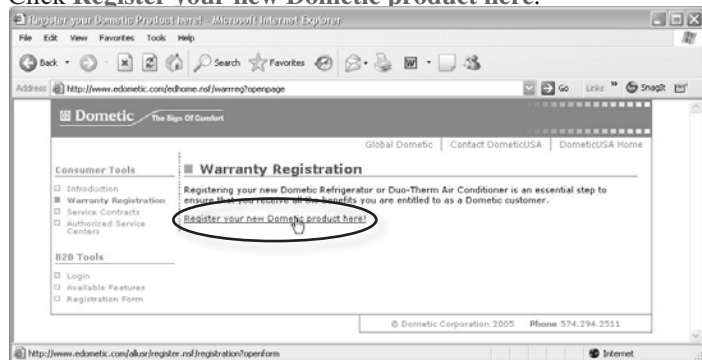 Click Register your new Dometic product here!
Register your Dometic Product here! - Microsoft Internet Explorer
File Edit View Favorites Tools Help
Back Search Favorites
Address http://www.edometic.com/edhome.nsf/warrreg?openpage Go Links » SnagIt
Dometic The Sign Of Comfort
Global Dometic | Contact DometicUSA | DometicUSA Home
Consumer Tools
Introduction
Warranty Registration
Service Contracts
Authorized Service
Centers
B2B Tools
Login
Available Features
Registration Form
Warranty Registration
Registering your new Dometic Refrigerator or Duo-Therm Air Conditioner is an essential step to
ensure that you receive all the benefits you are entitled to as a Dometic customer.
Register your new Dometic product here!
© Dometic Corporation 2005 Phone 574.294.2511
http://www.edometic.com/allusr/register.nsf/registration?openform Internet